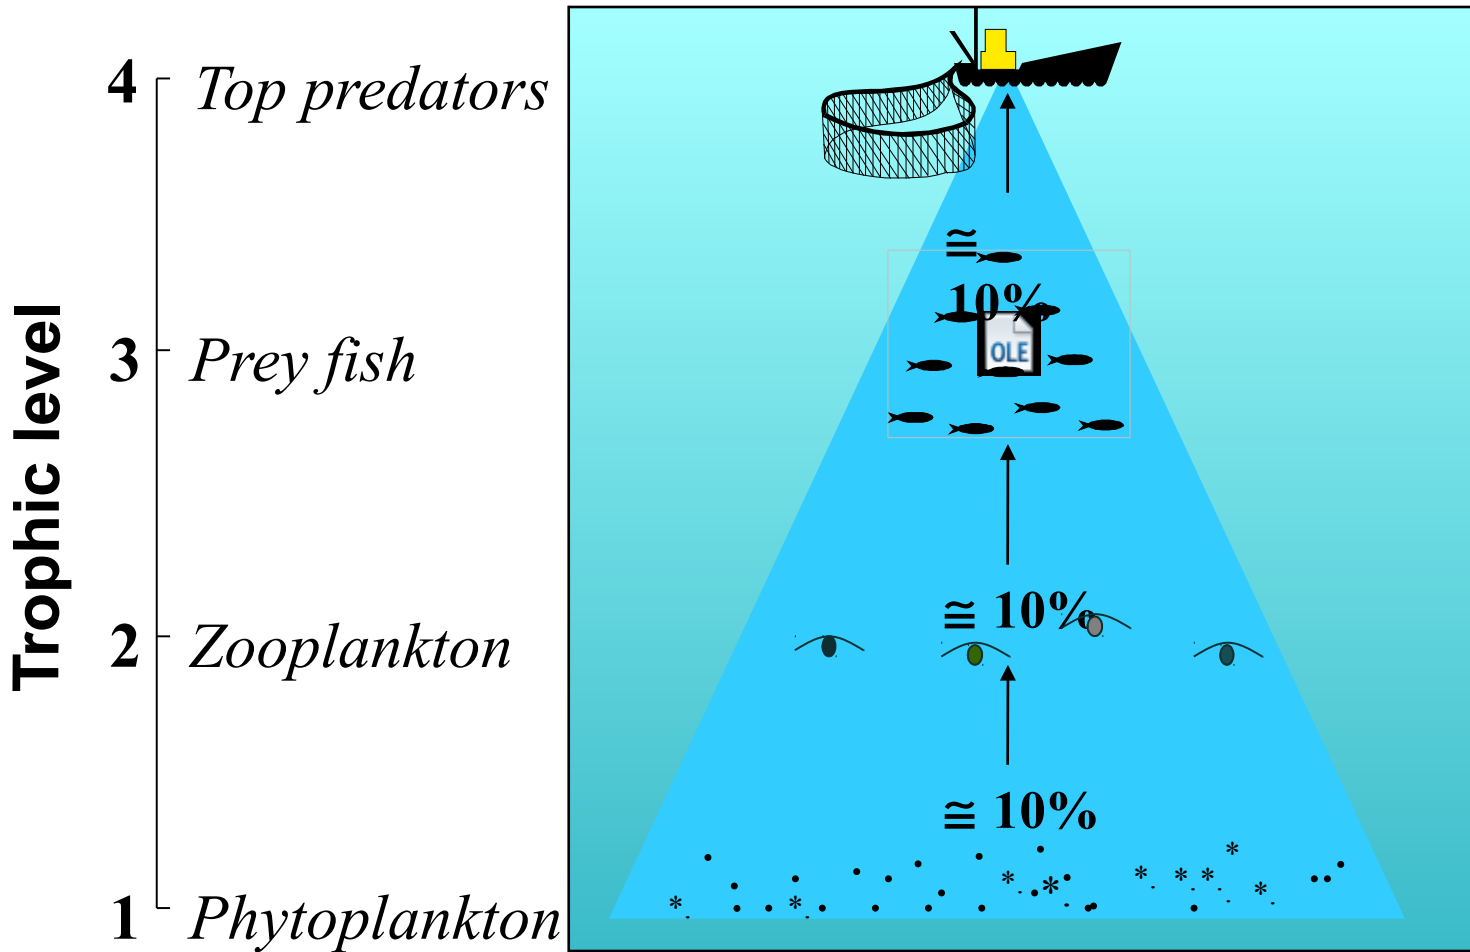 Trophic level
4 Top predators
3 Prey fish
2 Zooplankton
1 Phytoplankton
≅
10%
OLE
≅ 10%
≅ 10%